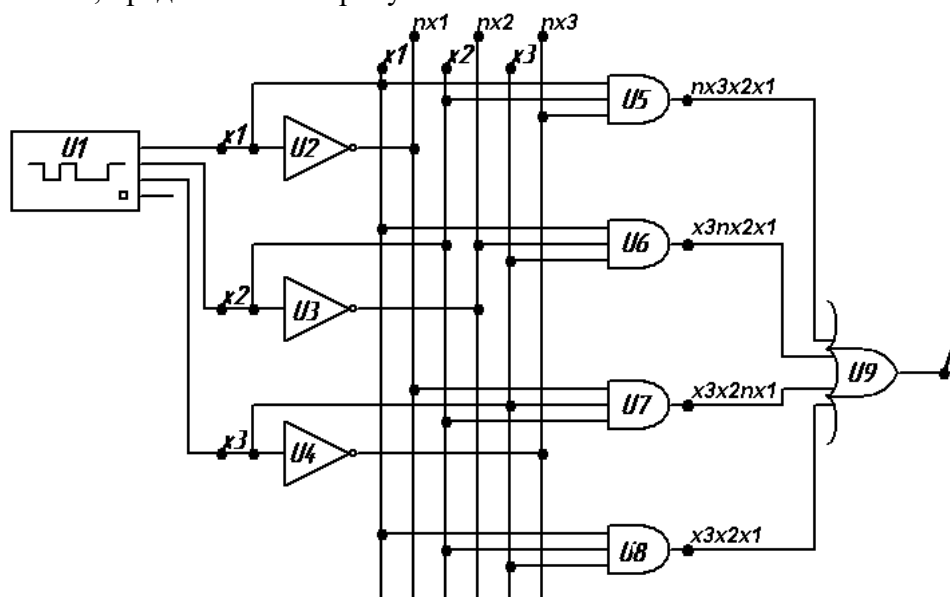 nx1 nx2 nx3
x1 x2 x3
U5 nx3x2x1
U1 x1 U2
U6 x3nx2x1
x2 U3
U9
U7 x3x2nx1
x3 U4
U8 x3x2x1